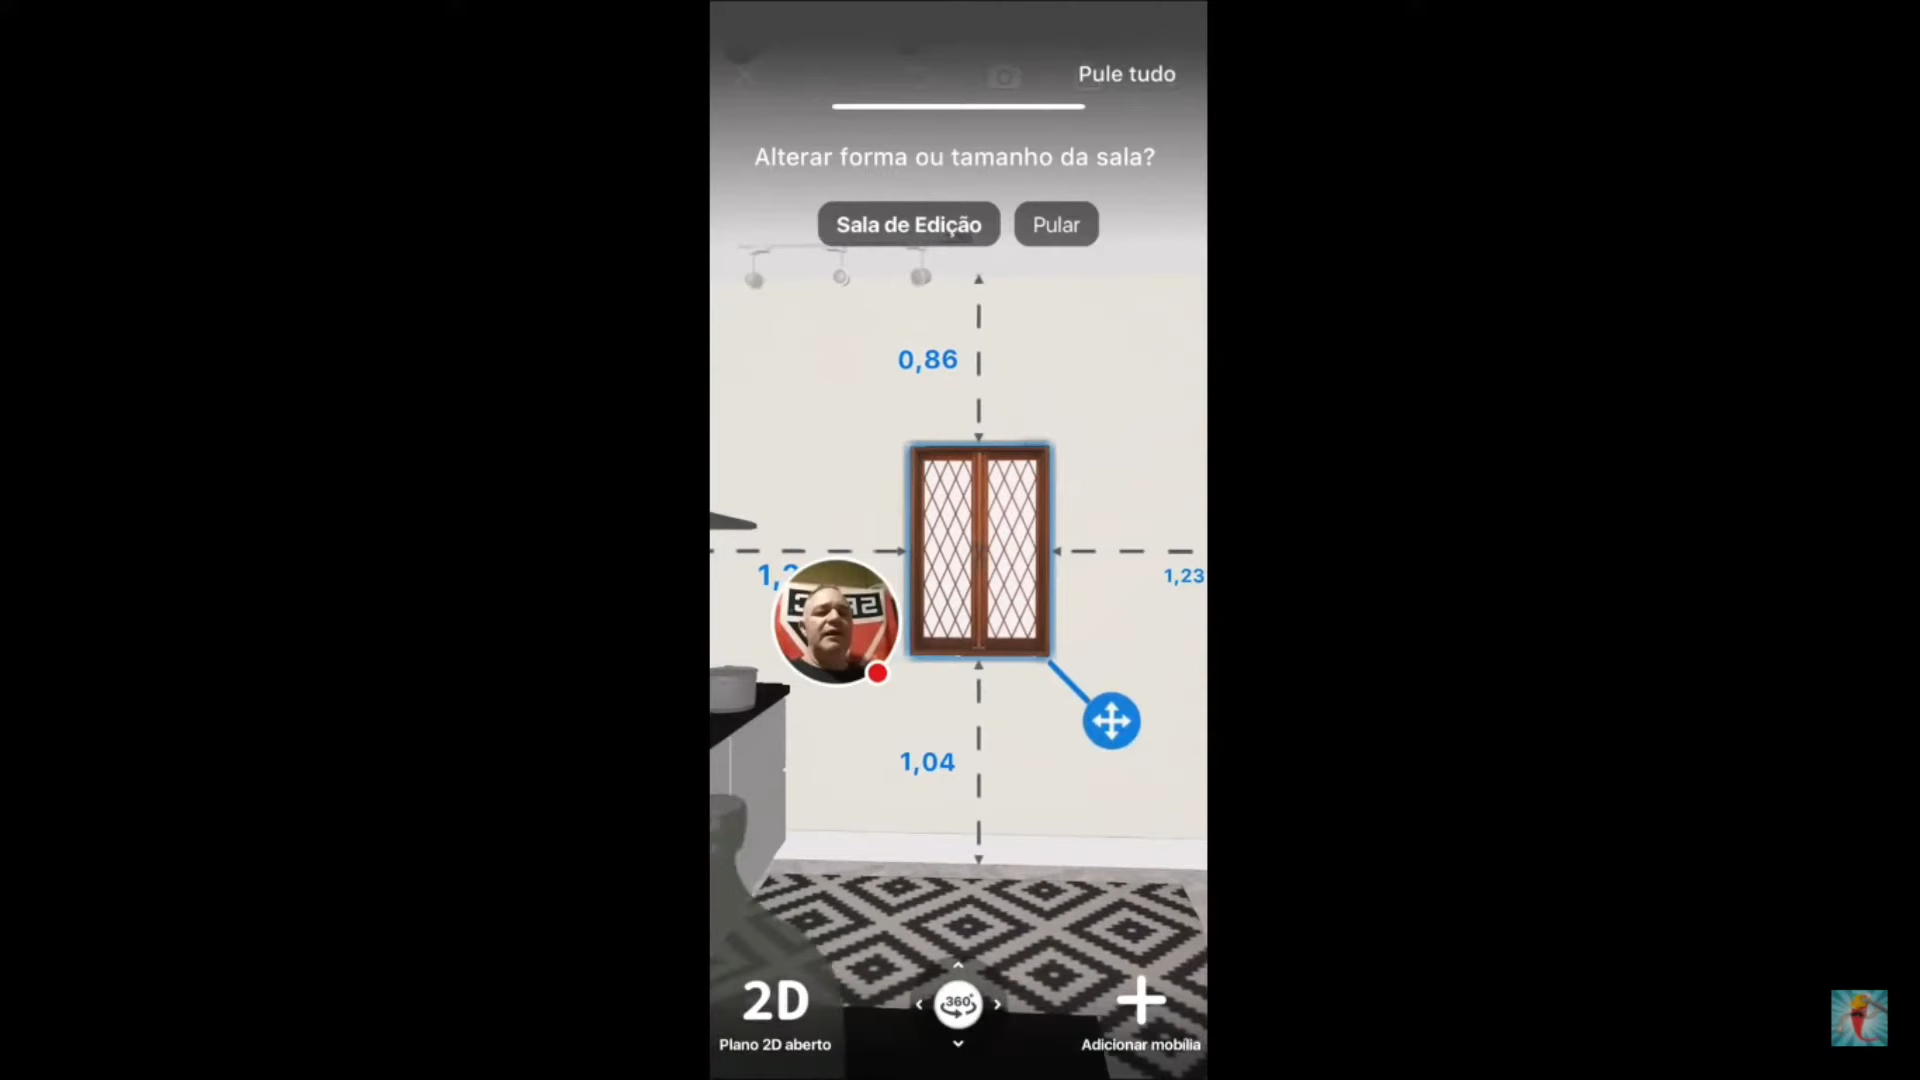 Pule tudo
Alterar forma ou tamanho da sala?
Sala de Edição
Pular
0,86
1,23
1,04
2D
360°
Plano 2D aberto
Adicionar mobília